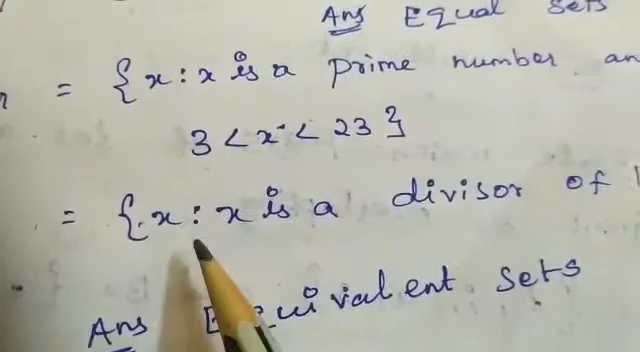 Ans Equal Sets
= {x : x is a prime number an
3 < x < 23}
= {x : x is a divisor of
Ans Equivalent Sets